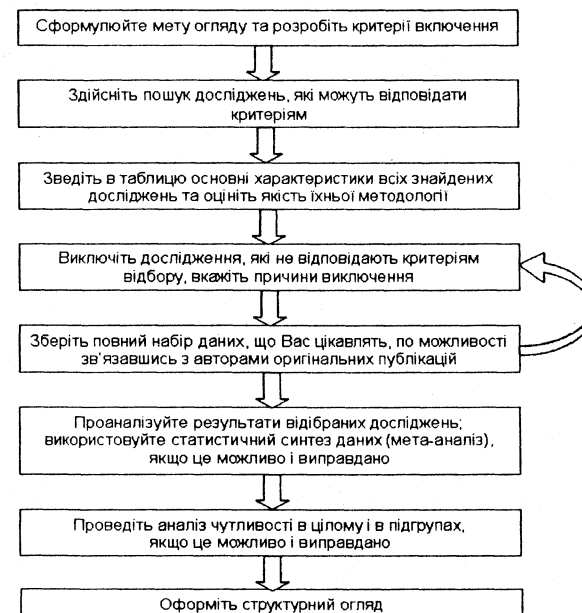 Сформулюйте мету огляду та розробіть критерії включення
Здійсніть пошук досліджень, які можуть відповідати
критеріям
Зведіть в таблицю основні характеристики всіх знайдених
досліджень та оцініть якість їхньої методології
Виключіть дослідження, які не відповідають критеріям
відбору, вкажіть причини виключення
Зберіть повний набір даних, що Вас цікавлять, по можливості
зв'язавшись з авторами оригінальних публікацій
Проаналізуйте результати відібраних досліджень;
використовуйте статистичний синтез даних (мета-аналіз),
якщо це можливо і виправдано
Проведіть аналіз чутливості в цілому і в підгрупах,
якщо це можливо і виправдано
Оформіть структурний огляд